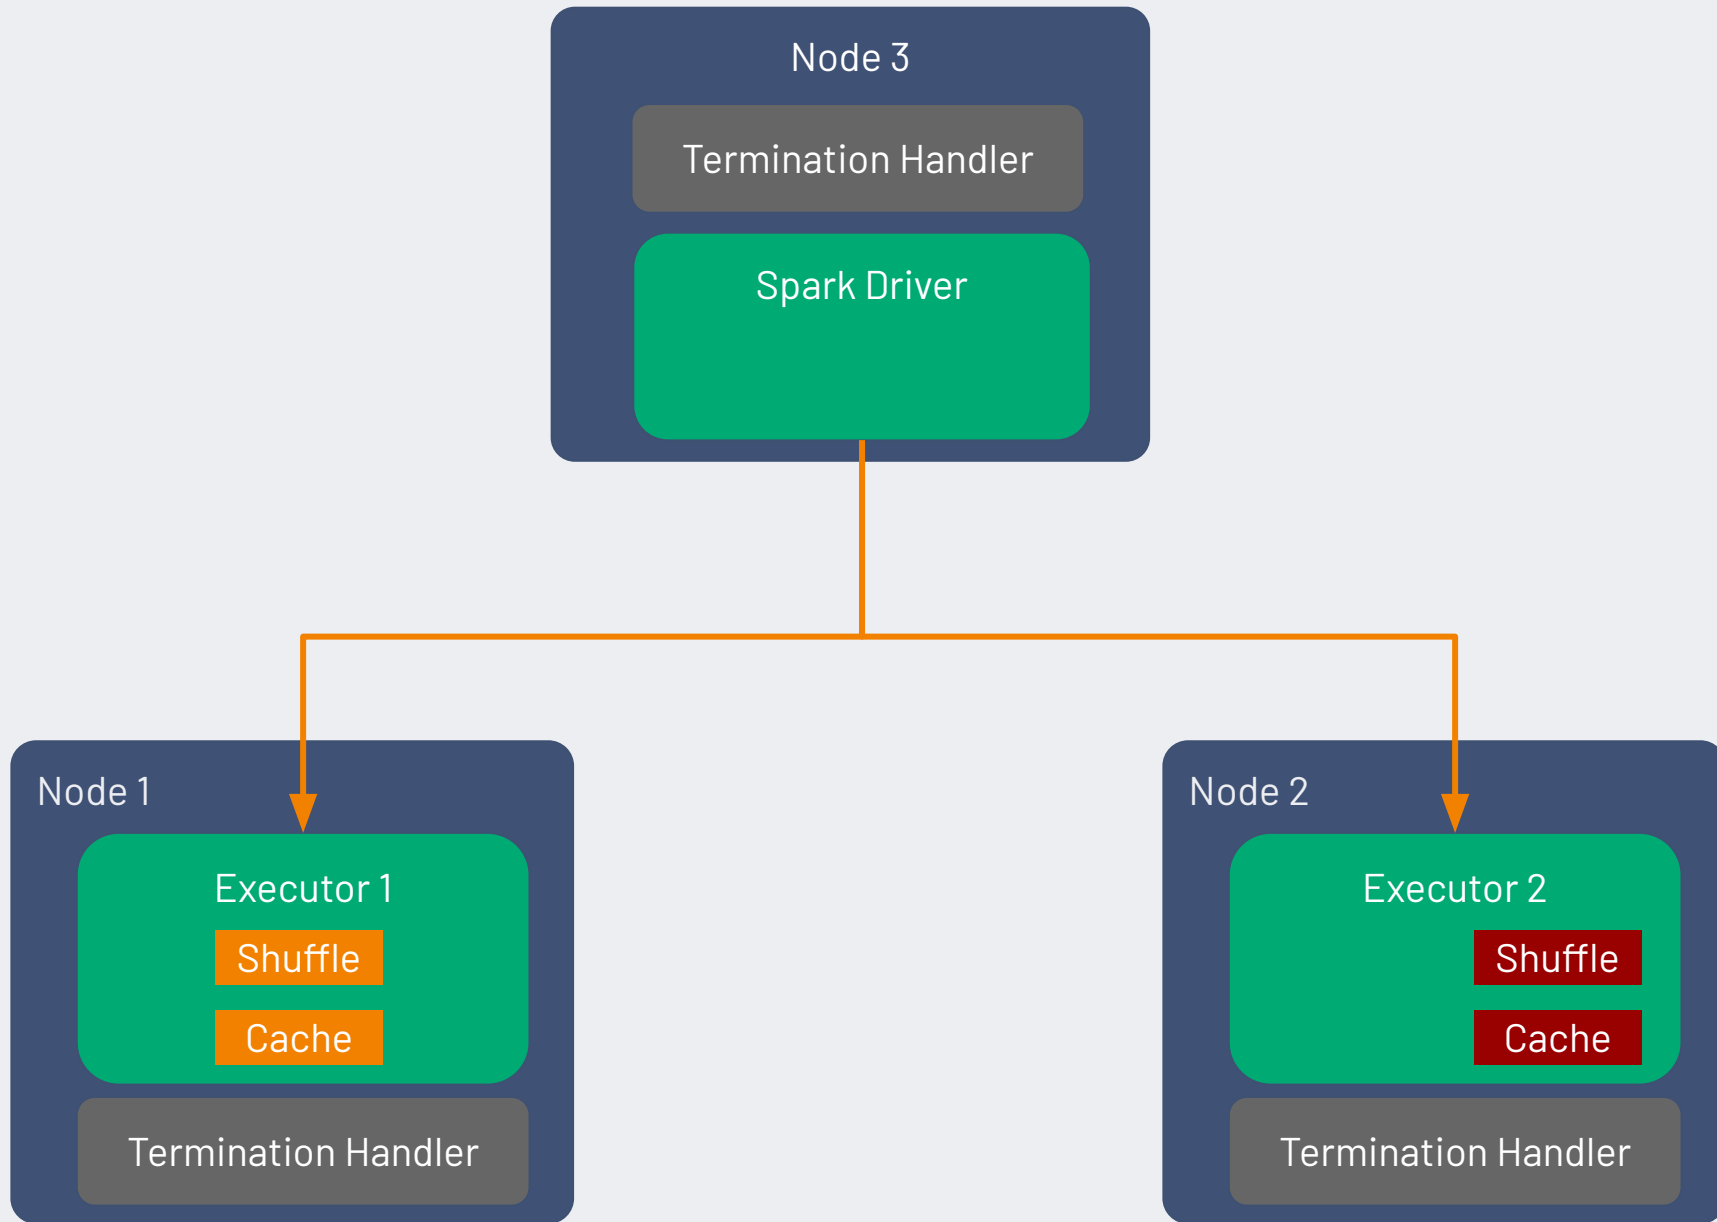 Node 3
Termination Handler
Spark Driver
Node 1
Executor 1
Shuffle
Cache
Termination Handler
Node 2
Executor 2
Shuffle
Cache
Termination Handler